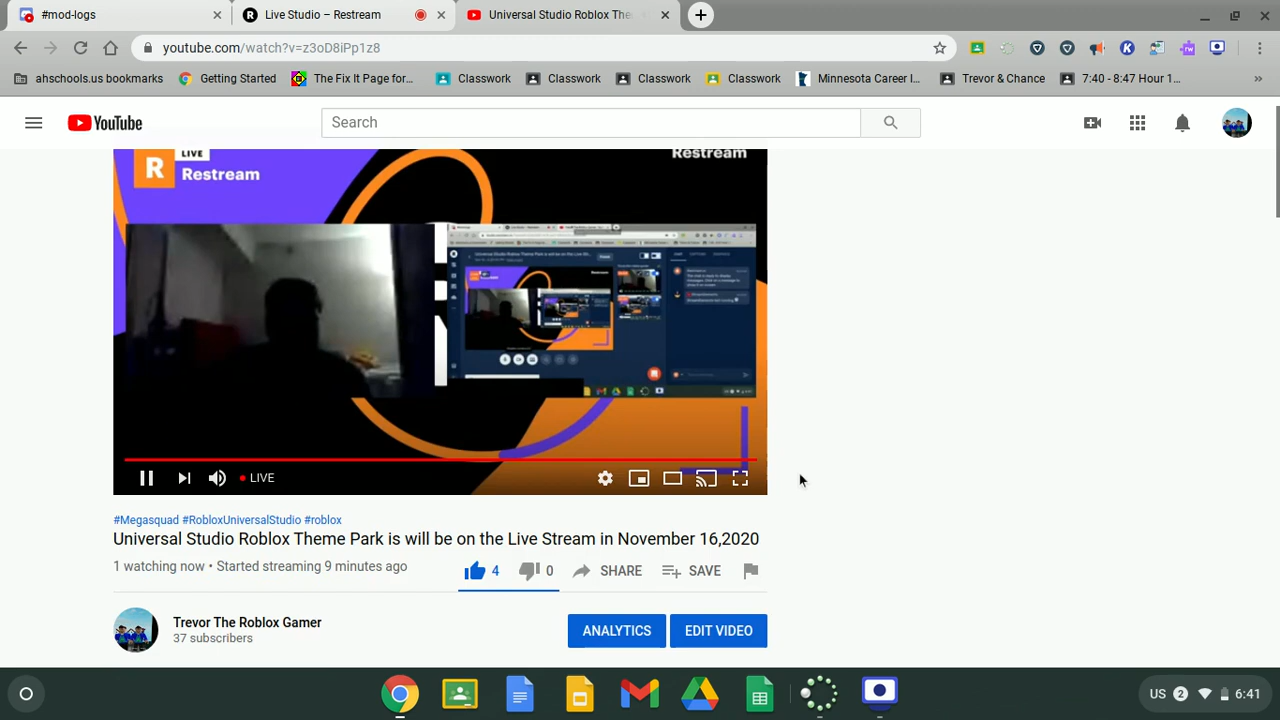 #mod-logs
Live Studio – Restream
Universal Studio Roblox The
youtube.com/watch?v=z3oD8iPp1z8
ahschools.us bookmarks
Getting Started
The Fix It Page for...
Classwork
Classwork
Classwork
Classwork
Minnesota Career I...
Trevor & Chance
7:40 - 8:47 Hour 1...
»
YouTube
Search
R LIVE
Restream
Restream
LIVE
#Megasquad #RobloxUniversalStudio #roblox
Universal Studio Roblox Theme Park is will be on the Live Stream in November 16,2020
1 watching now • Started streaming 9 minutes ago
4
0
SHARE
SAVE
Trevor The Roblox Gamer
37 subscribers
ANALYTICS
EDIT VIDEO
US
2
6:41